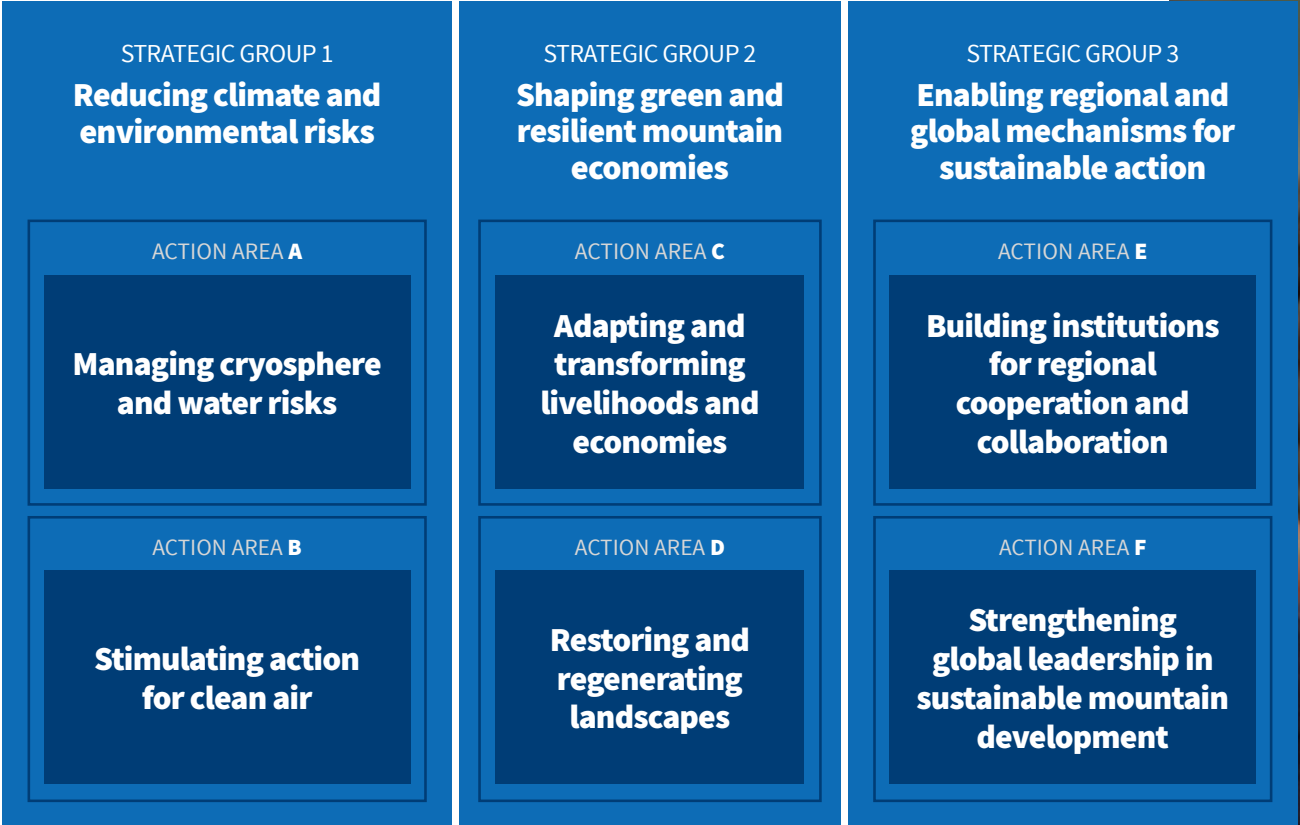 STRATEGIC GROUP 1
Reducing climate and
environmental risks
ACTION AREA A
Managing cryosphere
and water risks
ACTION AREA B
Stimulating action
for clean air
STRATEGIC GROUP 2
Shaping green and
resilient mountain
economies
ACTION AREA C
Adapting and
transforming
livelihoods and
economies
ACTION AREA D
Restoring and
regenerating
landscapes
STRATEGIC GROUP 3
Enabling regional and
global mechanisms for
sustainable action
ACTION AREA E
Building institutions
for regional
cooperation and
collaboration
ACTION AREA F
Strengthening
global leadership in
sustainable mountain
development